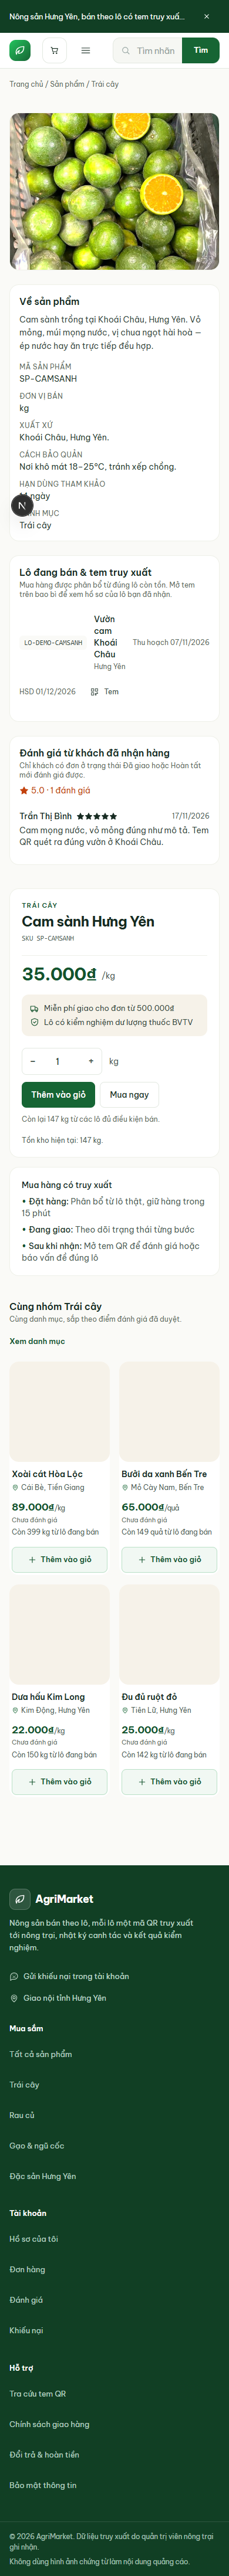 Nông sản Hưng Yên, bán theo lô có tem truy xuấ...
Tìm nhãn
Tìm
Trang chủ / Sản phẩm / Trái cây
Về sản phẩm
Cam sành trồng tại Khoái Châu, Hưng Yên. Vỏ
mỏng, múi mọng nước, vị chua ngọt hài hoà —
ép nước hay ăn trực tiếp đều hợp.
MÃ SẢN PHẨM
SP-CAMSANH
ĐƠN VỊ BÁN
kg
XUẤT XỨ
Khoái Châu, Hưng Yên.
CÁCH BẢO QUẢN
Nơi khô mát 18–25°C, tránh xếp chồng.
HẠN DÙNG THAM KHẢO
ngày
MỤC
Trái cây
Lô đang bán & tem truy xuất
Mua hàng được phân bổ từ đúng lô còn tồn. Mở tem
trên bao bì để xem hồ sơ của lô bạn đã nhận.
LO-DEMO-CAMSANH
Vườn
cam
Khoái
Châu
Hưng Yên
Thu hoạch 07/11/2026
HSD 01/12/2026
Tem
Đánh giá từ khách đã nhận hàng
Chỉ khách có đơn ở trạng thái Đã giao hoặc Hoàn tất
mới đánh giá được.
5.0 · 1 đánh giá
Trần Thị Bình
17/11/2026
Cam mọng nước, vỏ mỏng đúng như mô tả. Tem
QR quét ra đúng vườn ở Khoái Châu.
TRÁI CÂY
Cam sành Hưng Yên
SKU SP-CAMSANH
35.000₫ /kg
Miễn phí giao cho đơn từ 500.000₫
Lô có kiểm nghiệm dư lượng thuốc BVTV
− 1 + kg
Thêm vào giỏ
Mua ngay
Còn lại 147 kg từ các lô đủ điều kiện bán.
Tồn kho hiện tại: 147 kg.
Mua hàng có truy xuất
• Đặt hàng: Phân bổ từ lô thật, giữ hàng trong
15 phút
• Đang giao: Theo dõi trạng thái từng bước
• Sau khi nhận: Mở tem QR để đánh giá hoặc
báo vấn đề đúng lô
Cùng nhóm Trái cây
Cùng danh mục, sắp theo điểm đánh giá đã duyệt.
Xem danh mục
Xoài cát Hòa Lộc
Cái Bè, Tiền Giang
89.000₫/kg
Chưa đánh giá
Còn 399 kg từ lô đang bán
Thêm vào giỏ
Bưởi da xanh Bến Tre
Mỏ Cày Nam, Bến Tre
65.000₫/quả
Chưa đánh giá
Còn 149 quả từ lô đang bán
Thêm vào giỏ
Dưa hấu Kim Long
Kim Động, Hưng Yên
22.000₫/kg
Chưa đánh giá
Còn 150 kg từ lô đang bán
Thêm vào giỏ
Đu đủ ruột đỏ
Tiên Lữ, Hưng Yên
25.000₫/kg
Chưa đánh giá
Còn 142 kg từ lô đang bán
Thêm vào giỏ
AgriMarket
Nông sản bán theo lô, mỗi lô một mã QR truy xuất
tới nông trại, nhật ký canh tác và kết quả kiểm
nghiệm.
Gửi khiếu nại trong tài khoản
Giao nội tỉnh Hưng Yên
Mua sắm
Tất cả sản phẩm
Trái cây
Rau củ
Gạo & ngũ cốc
Đặc sản Hưng Yên
Tài khoản
Hồ sơ của tôi
Đơn hàng
Đánh giá
Khiếu nại
Hỗ trợ
Tra cứu tem QR
Chính sách giao hàng
Đổi trả & hoàn tiền
Bảo mật thông tin
© 2026 AgriMarket. Dữ liệu truy xuất do quản trị viên nông trại
ghi nhận.
Không dùng hình ảnh chứng từ làm nội dung quảng cáo.